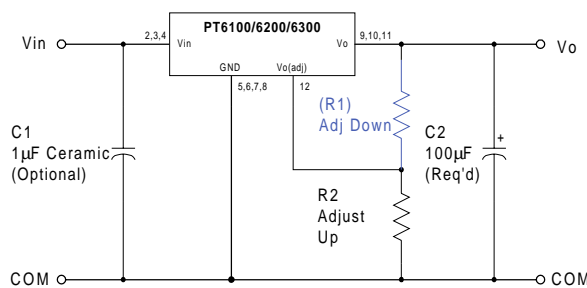 PT6100/6200/6300
Vin
2,3,4
Vin
Vo
9,10,11
Vo
GND
Vo(adj)
5,6,7,8
12
(R1)
Adj Down
C1
1µF Ceramic
(Optional)
C2
100µF
(Req'd)
+
R2
Adjust
Up
COM
COM